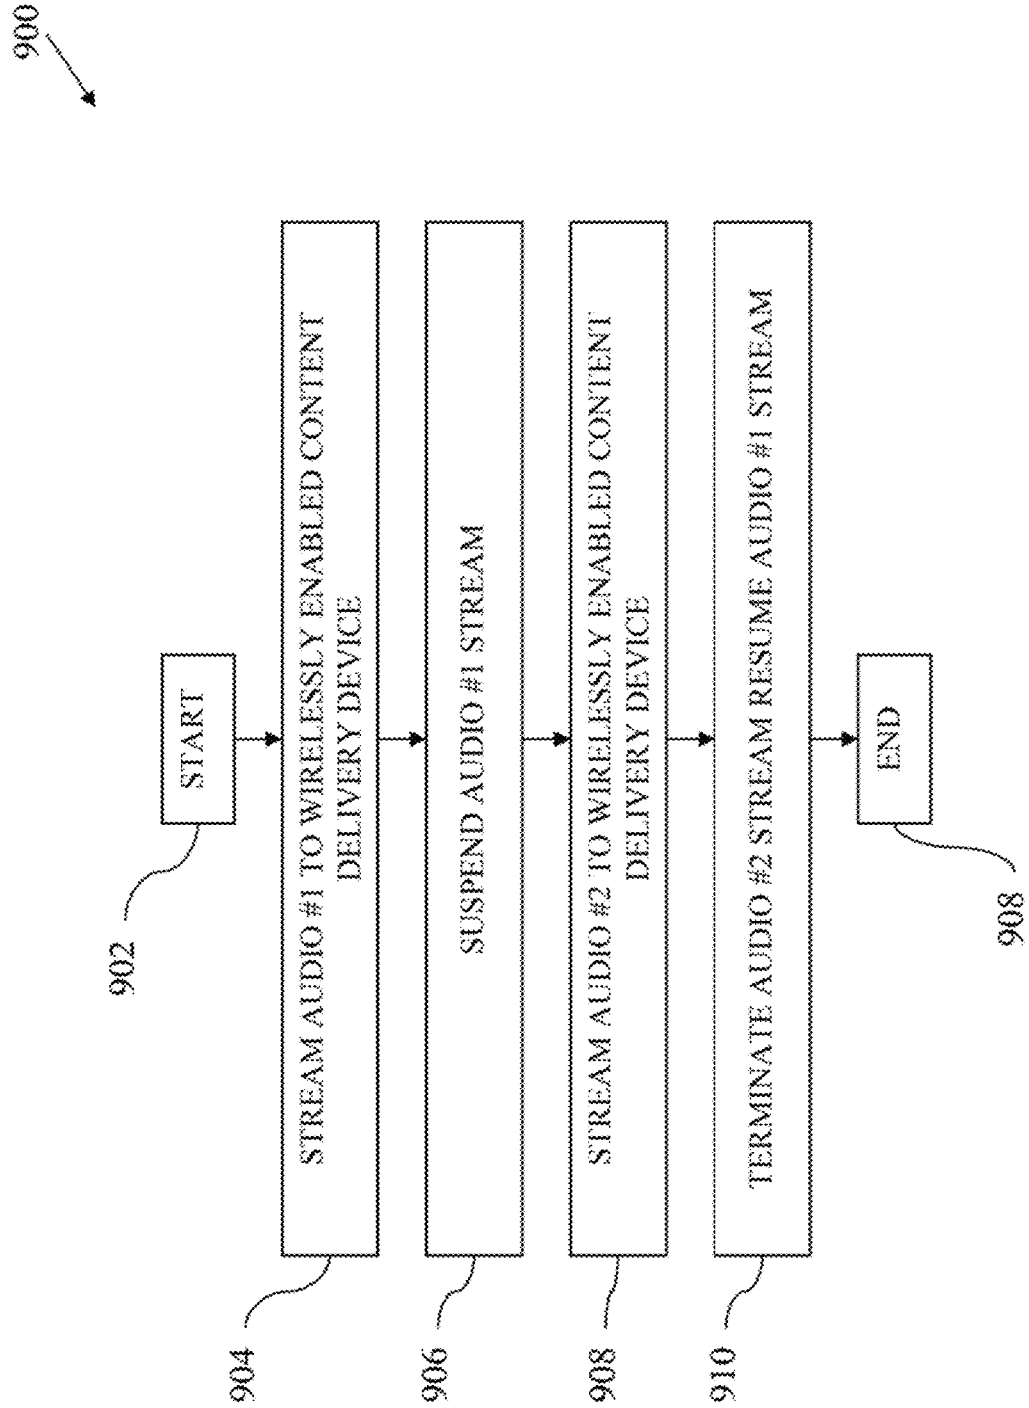 900
902
START
904
STREAM AUDIO #1 TO WIRELESSLY ENABLED CONTENT
DELIVERY DEVICE
906
SUSPEND AUDIO #1 STREAM
908
STREAM AUDIO #2 TO WIRELESSLY ENABLED CONTENT
DELIVERY DEVICE
910
TERMINATE AUDIO #2 STREAM RESUME AUDIO #1 STREAM
END
908